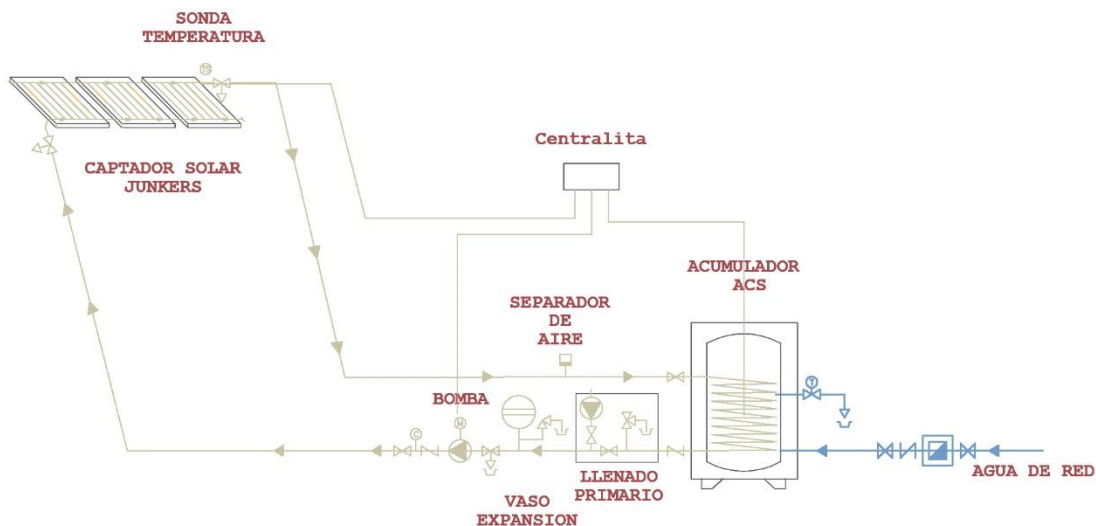 SONDA
TEMPERATURA
TS
CAPTADOR SOLAR
JUNKERS
Centralita
ACUMULADOR
ACS
SEPARADOR
DE
AIRE
BOMBA
M
C
T
LLENADO
PRIMARIO
VASO
EXPANSION
AGUA DE RED